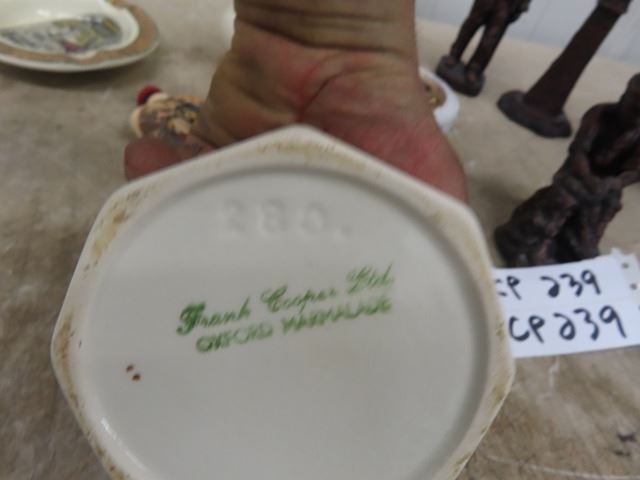 280.
Frank Cooper Ltd
OXFORD MARMALADE
CP 239
CP 239